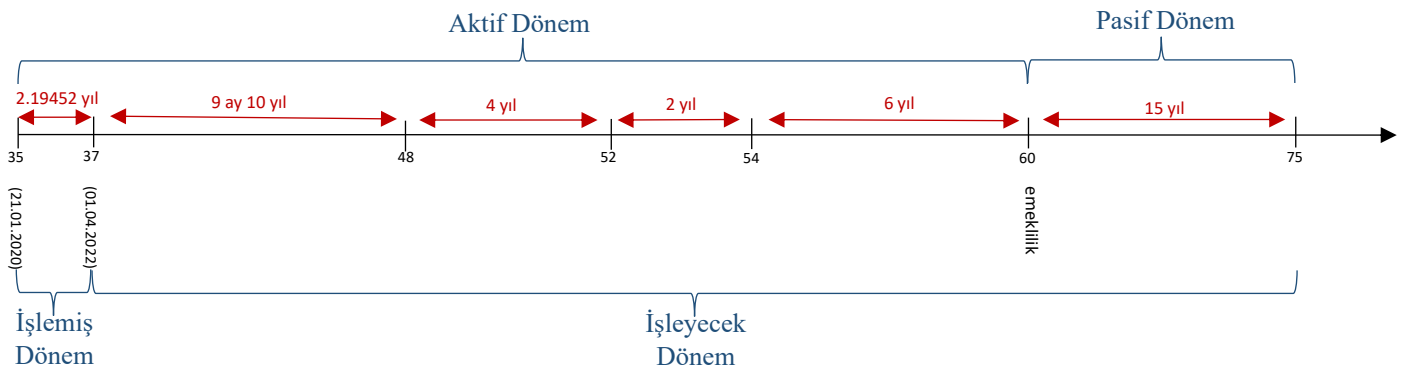 Aktif Dönem
Pasif Dönem
2.19452 yıl
9 ay 10 yıl
4 yıl
2 yıl
6 yıl
15 yıl
35
37
48
52
54
60
75
(21.01.2020)
(01.04.2022)
emeklilik
İşlemiş
Dönem
İşleyecek
Dönem